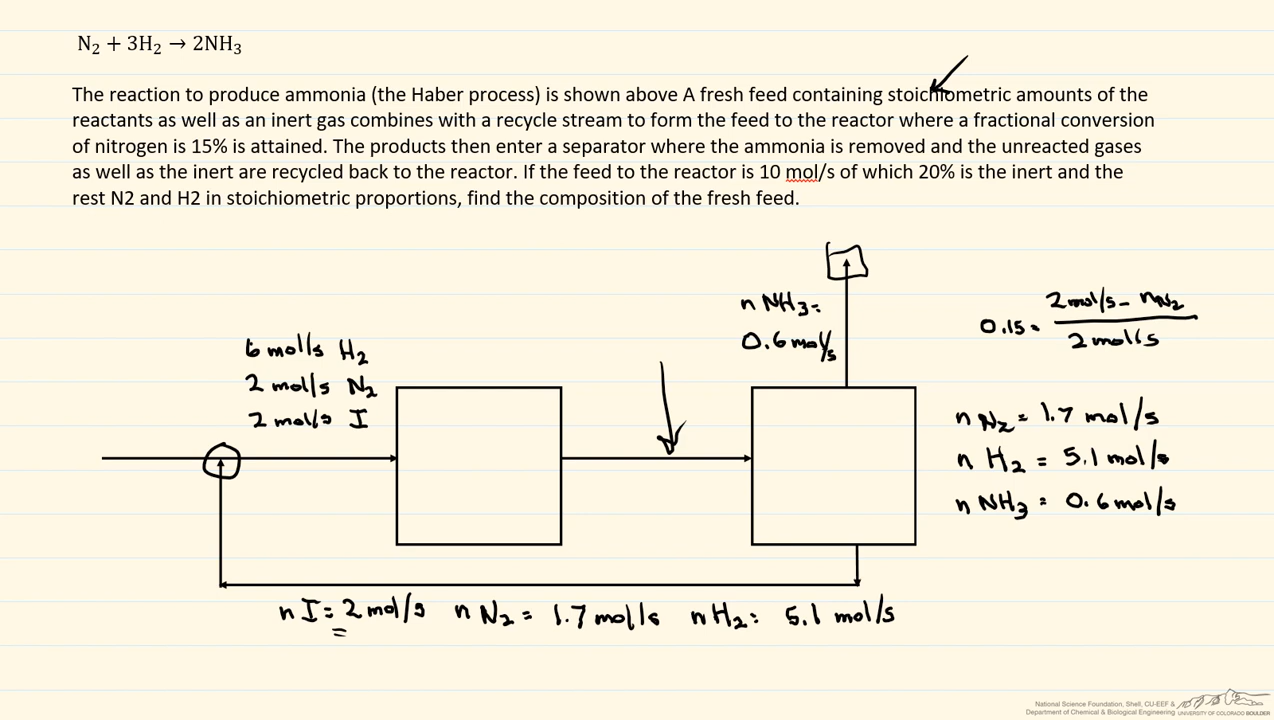 N₂ + 3H₂ → 2NH₃
The reaction to produce ammonia (the Haber process) is shown above A fresh feed containing stoichiometric amounts of the
reactants as well as an inert gas combines with a recycle stream to form the feed to the reactor where a fractional conversion
of nitrogen is 15% is attained. The products then enter a separator where the ammonia is removed and the unreacted gases
as well as the inert are recycled back to the reactor. If the feed to the reactor is 10 mol/s of which 20% is the inert and the
rest N2 and H2 in stoichiometric proportions, find the composition of the fresh feed.
n NH₃ =
0.6 mol/s
0.15 = (2 mol/s - nN₂) / 2 mol/s
6 mol/s H₂
2 mol/s N₂
2 mol/s I
n N₂ = 1.7 mol/s
n H₂ = 5.1 mol/s
n NH₃ = 0.6 mol/s
n I = 2 mol/s n N₂ = 1.7 mol/s n H₂ = 5.1 mol/s
National Science Foundation, Shell, CU-EEF &
Department of Chemical & Biological Engineering UNIVERSITY OF COLORADO BOULDER